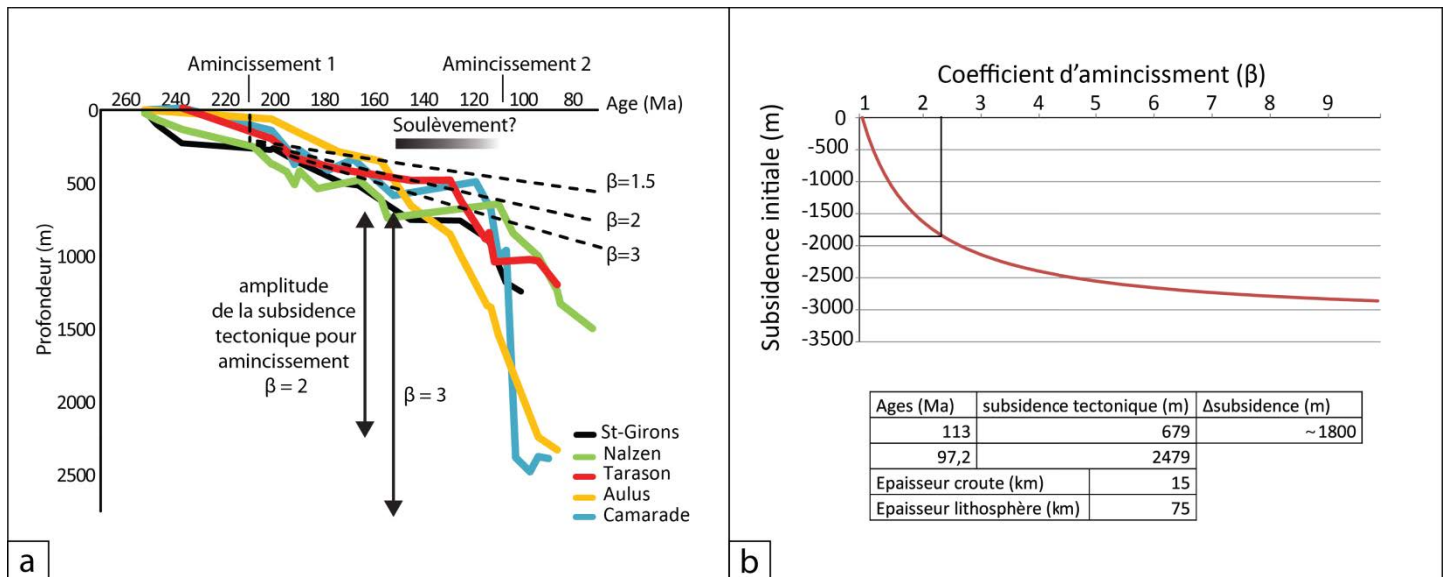 Amincissement 1
Amincissement 2
260 240 220 200 180 160 140 120 100 80 Age (Ma)
0
Soulèvement?
500
β=1.5
β=2
β=3
1000
Profondeur (m)
amplitude
de la subsidence
tectonique pour
amincissement
β = 2
β = 3
1500
2000
2500
St-Girons
Nalzen
Tarason
Aulus
Camarade
a
Coefficient d'amincissment (β)
1 2 3 4 5 6 7 8 9
Subsidence initiale (m)
0
-500
-1000
-1500
-2000
-2500
-3000
-3500
Ages (Ma) subsidence tectonique (m) Δsubsidence (m)
113 679 ~1800
97,2 2479
Epaisseur croute (km) 15
Epaisseur lithosphère (km) 75
b